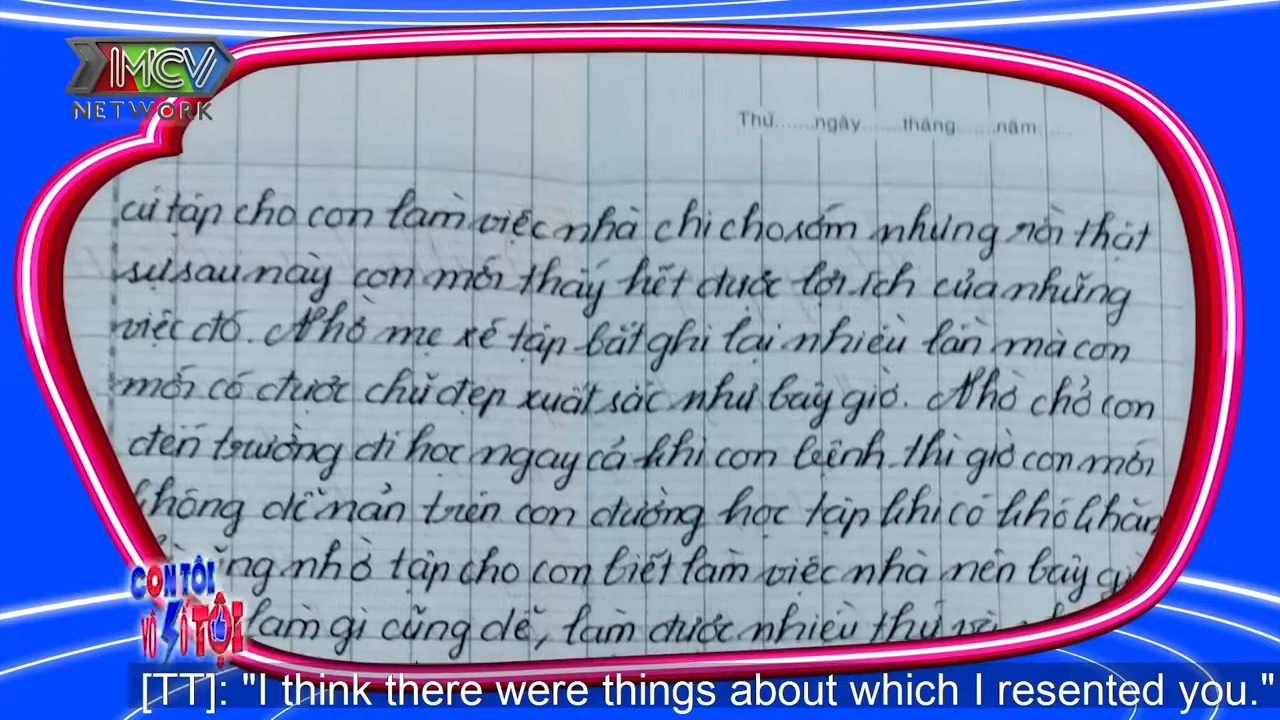 MCV
NETWORK
Thứ.......ngày.......tháng.......năm......
cứ tập cho con làm việc nhà chi cho sớm nhưng rồi thật
sự sau này con mới thấy hết được lợi ích của những
việc đó. Nhờ mẹ xé tập bắt ghi lại nhiều lần mà con
mới có được chữ đẹp xuất sắc như bây giờ. Nhờ chở con
đến trường đi học ngay cả khi con bệnh thì giờ con mới
không dễ nản trên con đường học tập khi có khó khăn
nhờ tập cho con biết làm việc nhà nên bây
làm gì cũng dễ, làm được nhiều thứ
CON TÔI
VÔ SỐ TỘI
[TT]: "I think there were things about which I resented you."